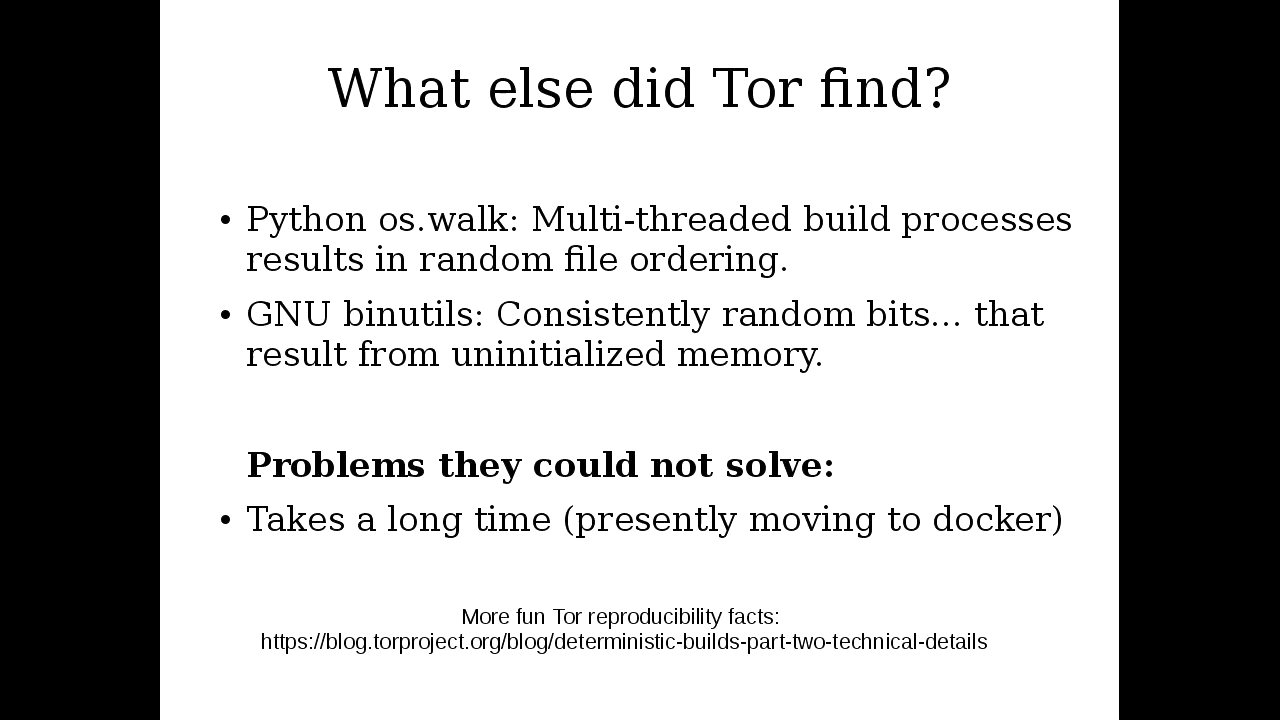 What else did Tor find?
• Python os.walk: Multi-threaded build processes
results in random file ordering.
• GNU binutils: Consistently random bits... that
result from uninitialized memory.
Problems they could not solve:
• Takes a long time (presently moving to docker)
More fun Tor reproducibility facts:
https://blog.torproject.org/blog/deterministic-builds-part-two-technical-details